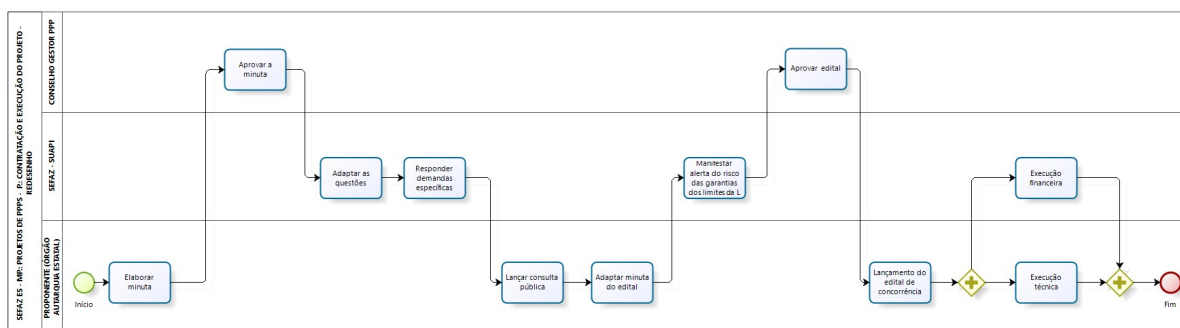 SEFAZ ES - MP: PROJETOS DE PPPS - P: CONTRATAÇÃO E EXECUÇÃO DO PROJETO -
REDESENHO
CONSELHO GESTOR PPP
Aprovar a
minuta
Aprovar edital
SEFAZ - SUAPI
Adaptar as
questões
Responder
demandas
específicas
Manifestar
alerta do risco
das garantias
dos limites da L
Execução
financeira
PROPONENTE (ÓRGÃO
AUTARQUIA ESTATAL)
Início
Elaborar
minuta
Lançar consulta
pública
Adaptar minuta
do edital
Lançamento do
edital de
concorrência
Execução
técnica
Fim